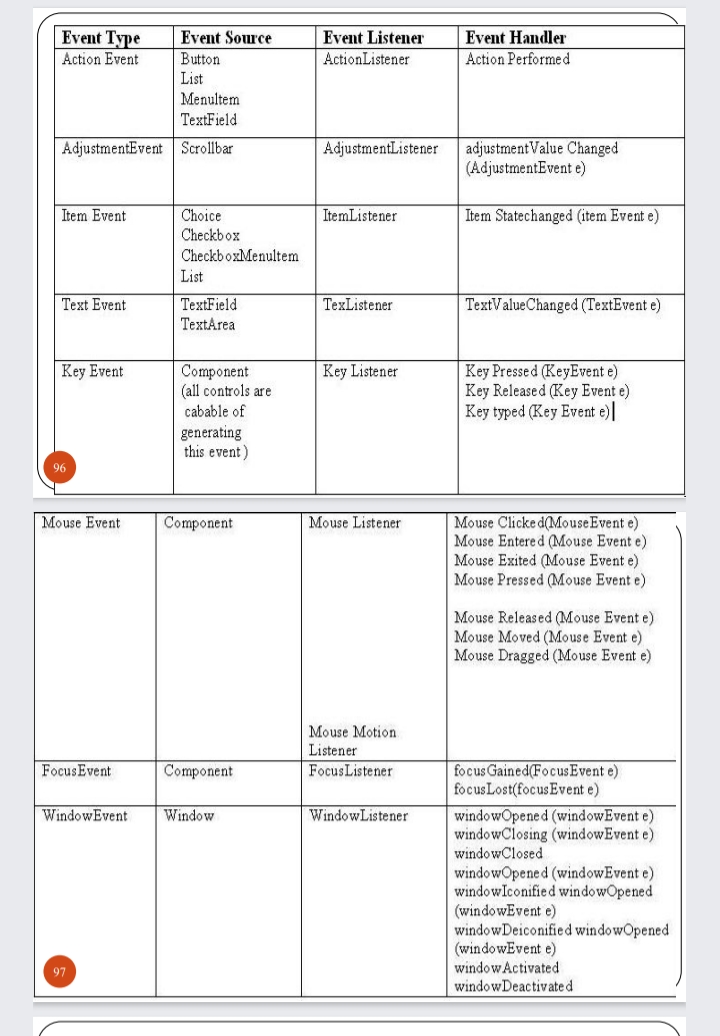 Event Type Event Source Event Listener Event Handler
Action Event Button ActionListener Action Performed
List
MenuItem
TextField
AdjustmentEvent Scrollbar AdjustmentListener adjustmentValue Changed
(AdjustmentEvent e)
Item Event Choice ItemListener Item Statechanged (item Event e)
Checkbox
CheckboxMenuItem
List
Text Event TextField TexListener TextValueChanged (TextEvent e)
TextArea
Key Event Component Key Listener Key Pressed (KeyEvent e)
(all controls are Key Released (Key Event e)
cabable of Key typed (Key Event e)
generating
this event )
96
Mouse Event Component Mouse Listener Mouse Clicked(MouseEvent e)
Mouse Entered (Mouse Event e)
Mouse Exited (Mouse Event e)
Mouse Pressed (Mouse Event e)
Mouse Released (Mouse Event e)
Mouse Moved (Mouse Event e)
Mouse Dragged (Mouse Event e)
Mouse Motion
Listener
FocusEvent Component FocusListener focusGained(FocusEvent e)
focusLost(focusEvent e)
WindowEvent Window WindowListener windowOpened (windowEvent e)
windowClosing (windowEvent e)
windowClosed
windowOpened (windowEvent e)
windowIconified windowOpened
(windowEvent e)
windowDeiconified windowOpened
(windowEvent e)
windowActivated
windowDeactivated
97